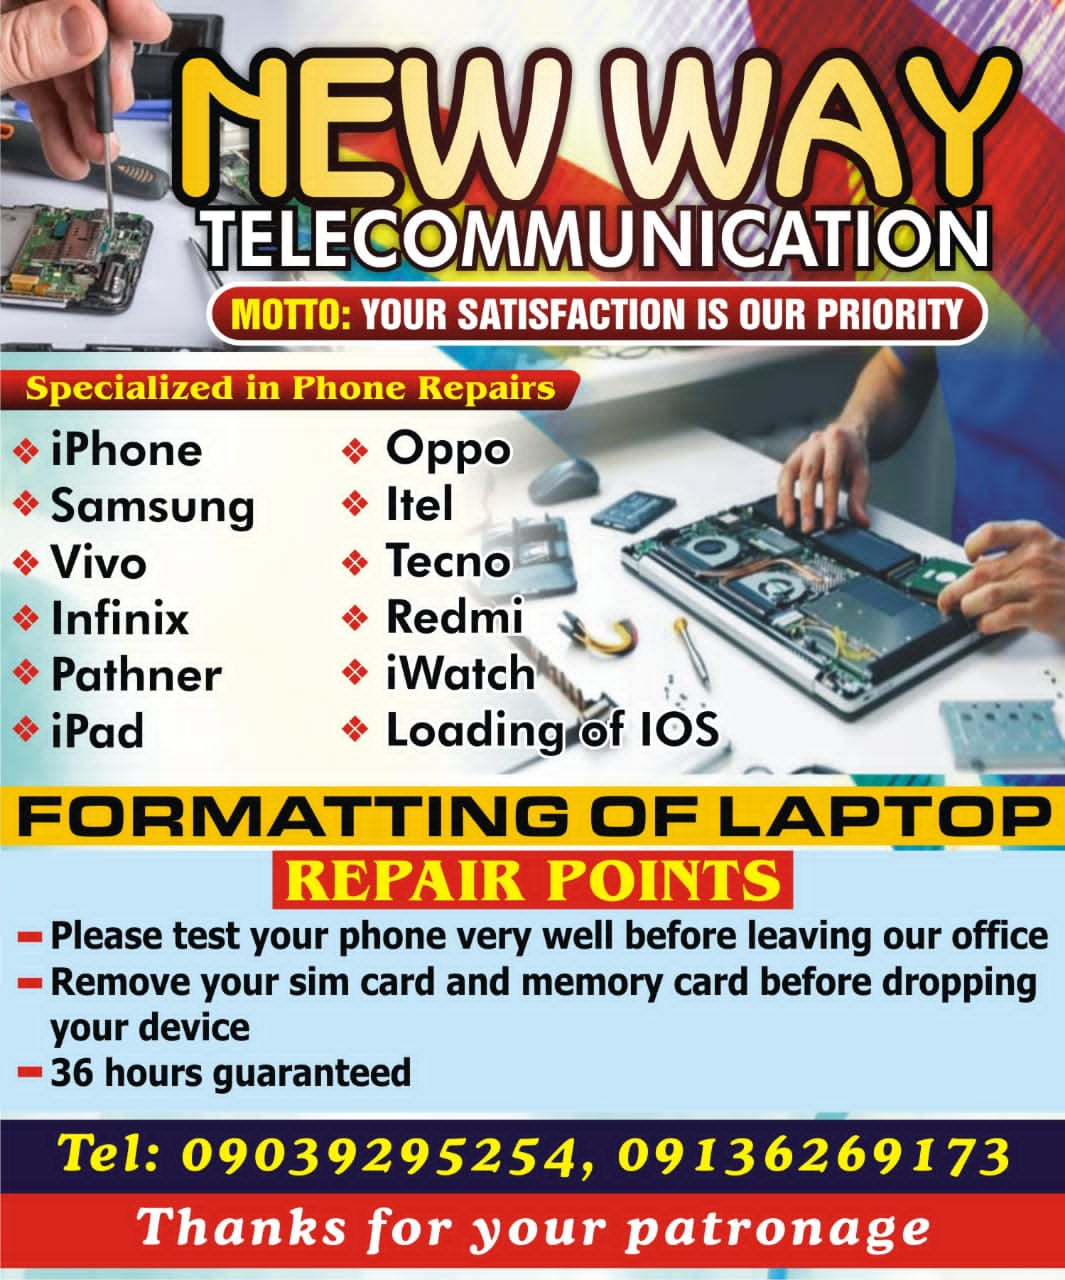 NEW WAY
TELECOMMUNICATION
MOTTO: YOUR SATISFACTION IS OUR PRIORITY
Specialized in Phone Repairs
iPhone
Samsung
Vivo
Infinix
Pathner
iPad
Oppo
Itel
Tecno
Redmi
iWatch
Loading of IOS
FORMATTING OF LAPTOP
REPAIR POINTS
Please test your phone very well before leaving our office
Remove your sim card and memory card before dropping
your device
36 hours guaranteed
Tel: 09039295254, 09136269173
Thanks for your patronage